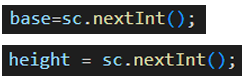 base=sc.nextInt();
height = sc.nextInt();